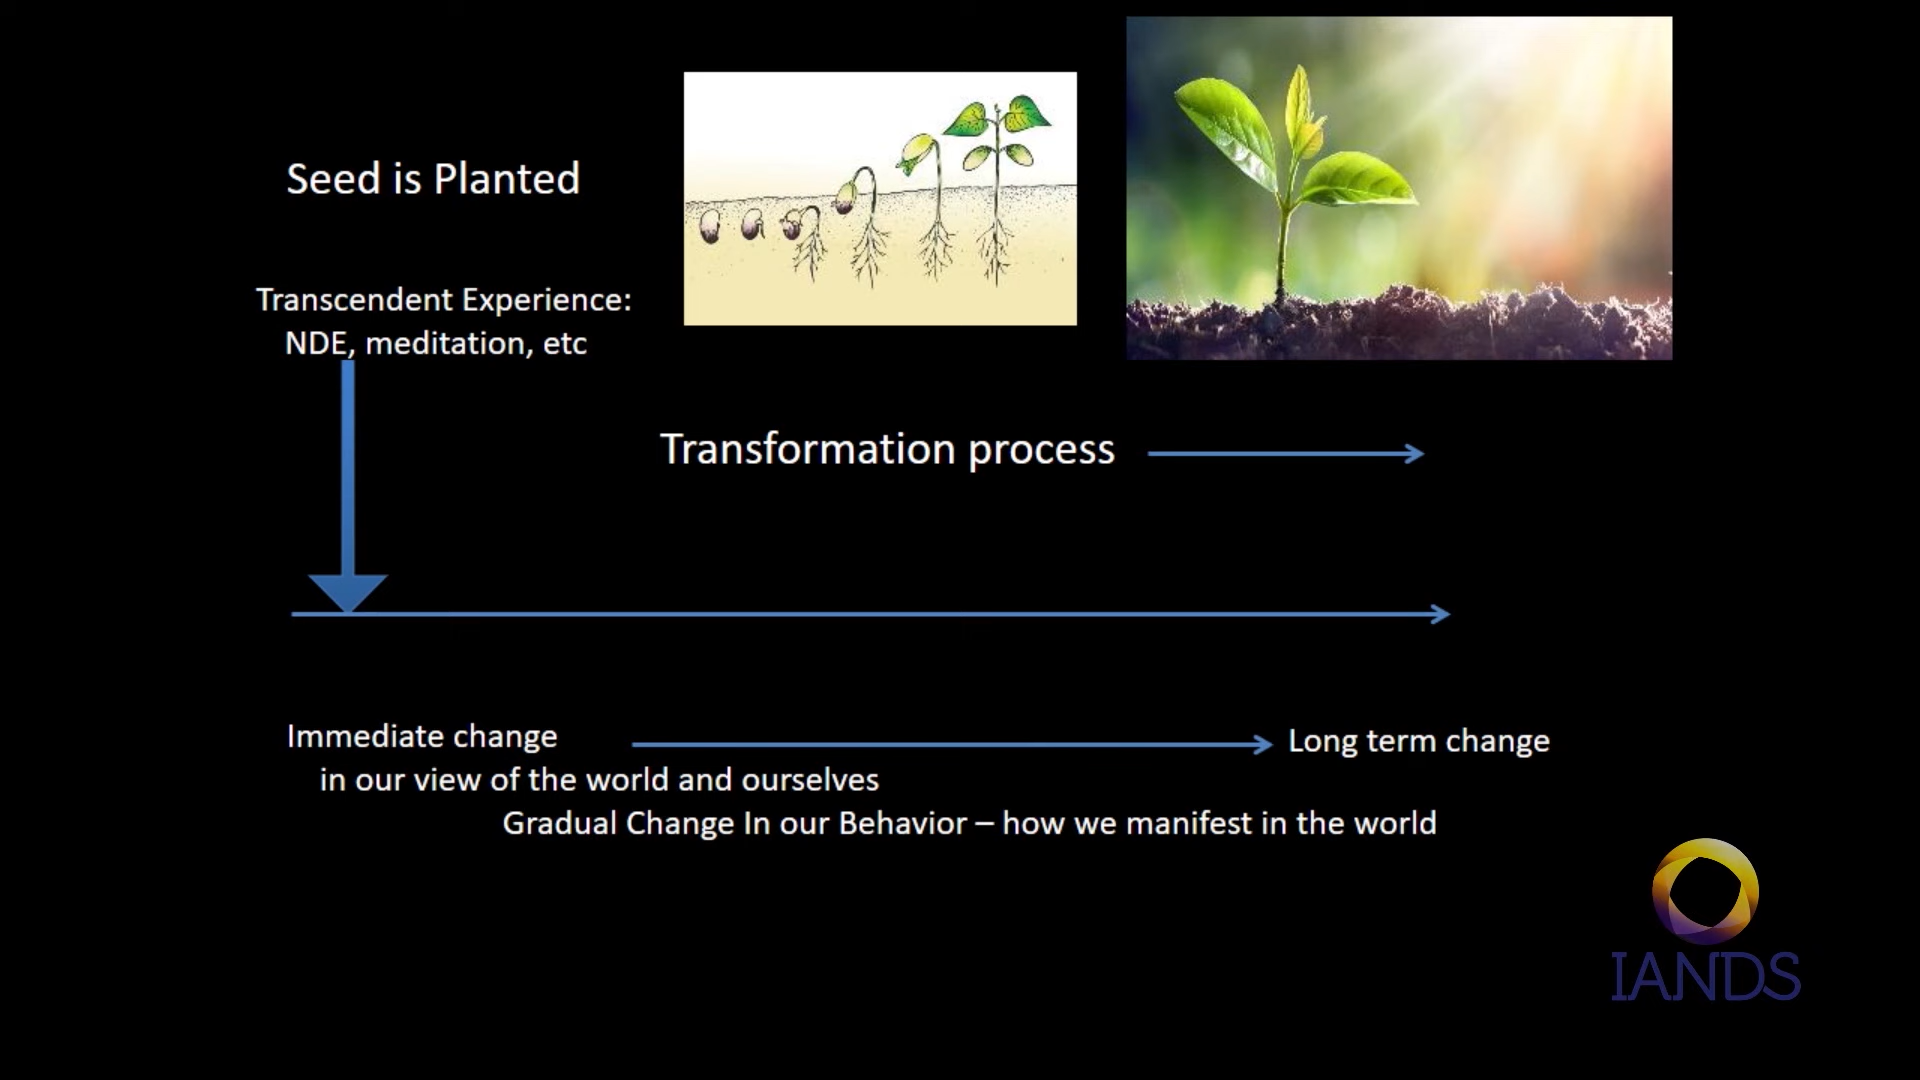 Seed is Planted
Transcendent Experience:
NDE, meditation, etc
Transformation process
Immediate change
Long term change
in our view of the world and ourselves
Gradual Change In our Behavior – how we manifest in the world
IANDS